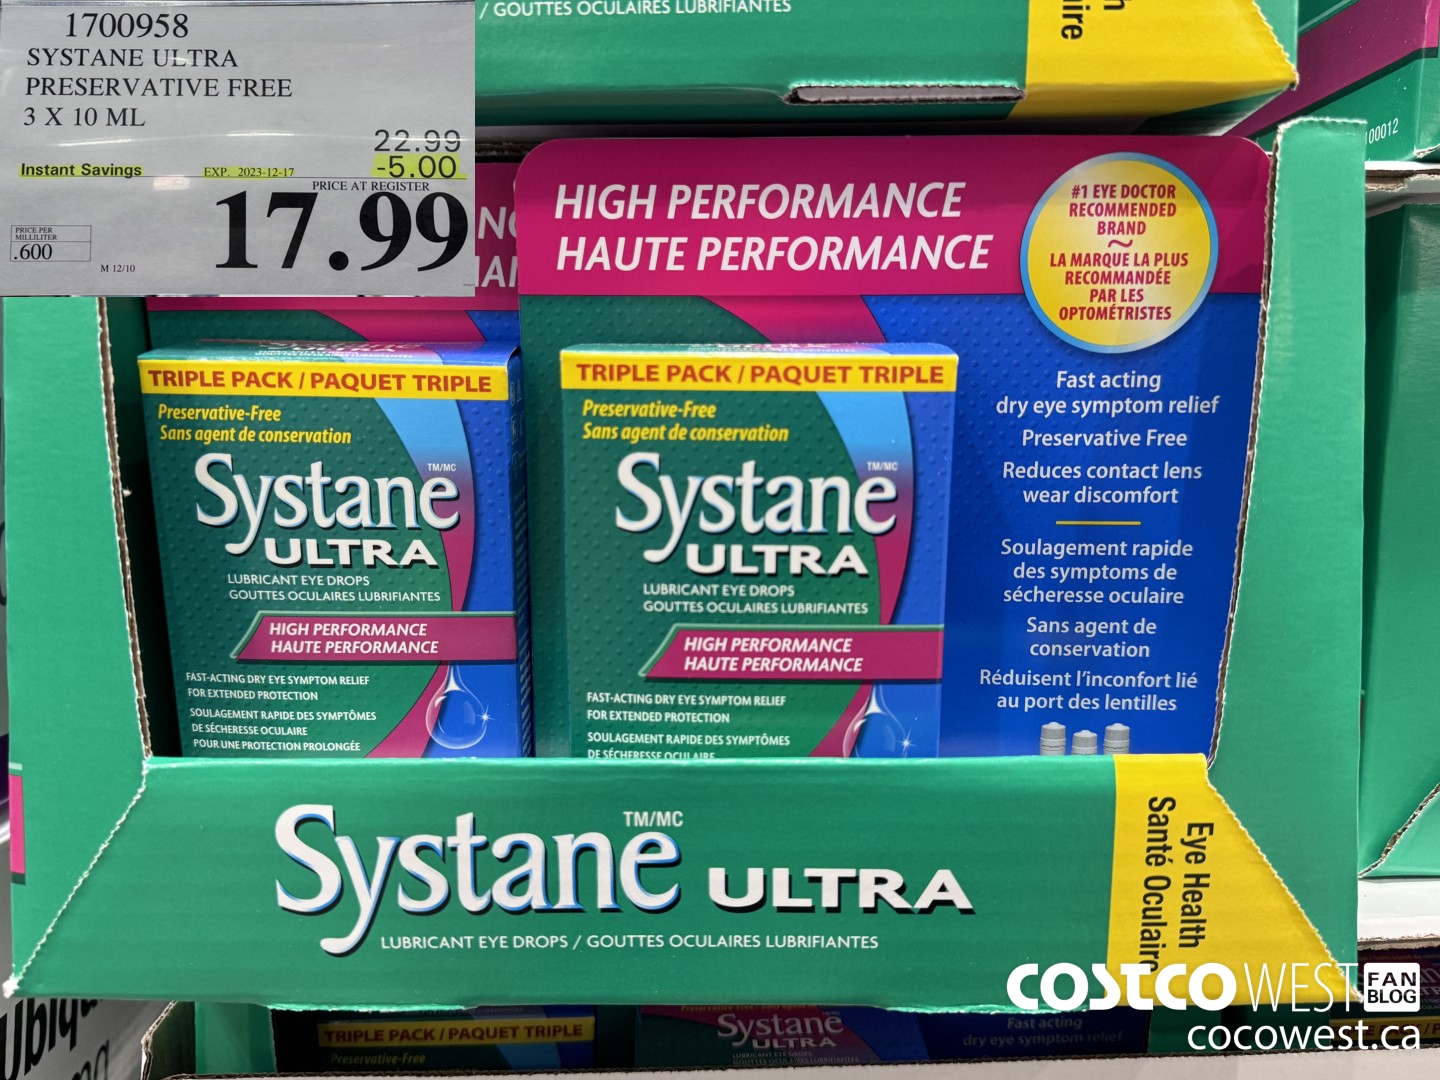 1700958
SYSTANE ULTRA
PRESERVATIVE FREE
3 X 10 ML
22.99
Instant Savings EXP. 2023-12-17 -5.00
PRICE AT REGISTER
17.99
PRICE PER
MILLILITER
.600
M 12/10
/ GOUTTES OCULAIRES LUBRIFIANTES
00012
HIGH PERFORMANCE
HAUTE PERFORMANCE
#1 EYE DOCTOR
RECOMMENDED
BRAND
~
LA MARQUE LA PLUS
RECOMMANDÉE
PAR LES
OPTOMÉTRISTES
Fast acting
dry eye symptom relief
Preservative Free
Reduces contact lens
wear discomfort
Soulagement rapide
des symptoms de
sécheresse oculaire
Sans agent de
conservation
Réduisent l'inconfort lié
au port des lentilles
TRIPLE PACK / PAQUET TRIPLE
Preservative-Free
Sans agent de conservation
Systane TM/MC
ULTRA
LUBRICANT EYE DROPS
GOUTTES OCULAIRES LUBRIFIANTES
HIGH PERFORMANCE
HAUTE PERFORMANCE
FAST-ACTING DRY EYE SYMPTOM RELIEF
FOR EXTENDED PROTECTION
SOULAGEMENT RAPIDE DES SYMPTÔMES
DE SÉCHERESSE OCULAIRE
POUR UNE PROTECTION PROLONGÉE
TRIPLE PACK / PAQUET TRIPLE
Preservative-Free
Sans agent de conservation
Systane TM/MC
ULTRA
LUBRICANT EYE DROPS
GOUTTES OCULAIRES LUBRIFIANTES
HIGH PERFORMANCE
HAUTE PERFORMANCE
FAST-ACTING DRY EYE SYMPTOM RELIEF
FOR EXTENDED PROTECTION
SOULAGEMENT RAPIDE DES SYMPTÔMES
DE SÉCHERESSE OCULAIRE
Systane TM/MC ULTRA
LUBRICANT EYE DROPS / GOUTTES OCULAIRES LUBRIFIANTES
Eye Health
Santé Oculaire
TRIPLE PACK / PAQUET TRIPLE
Preservative-Free
Systane
ULTRA
Fast acting
dry eye symptom relief
COSTCO WEST FAN BLOG
cocowest.ca